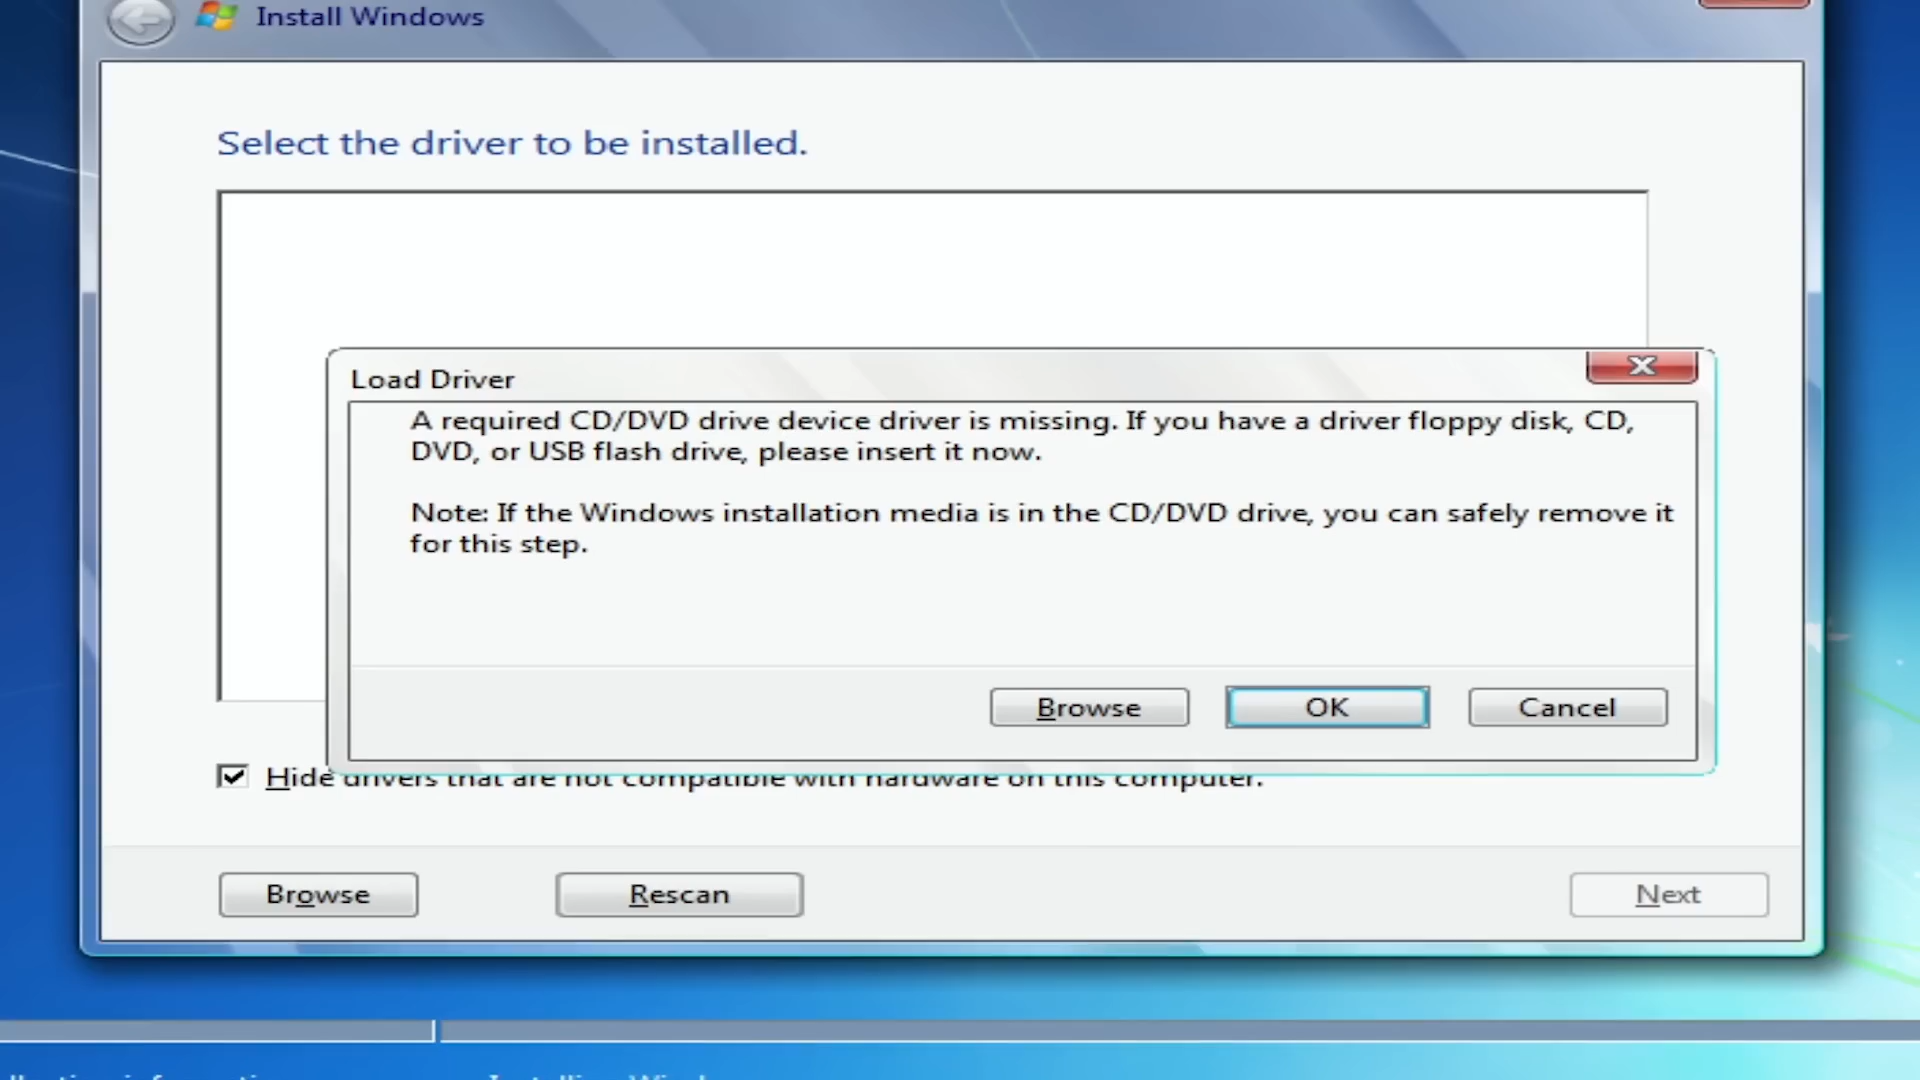 Install Windows
Select the driver to be installed.
Load Driver
A required CD/DVD drive device driver is missing. If you have a driver floppy disk, CD,
DVD, or USB flash drive, please insert it now.
Note: If the Windows installation media is in the CD/DVD drive, you can safely remove it
for this step.
Browse OK Cancel
Hide drivers that are not compatible with hardware on this computer.
Browse Rescan Next